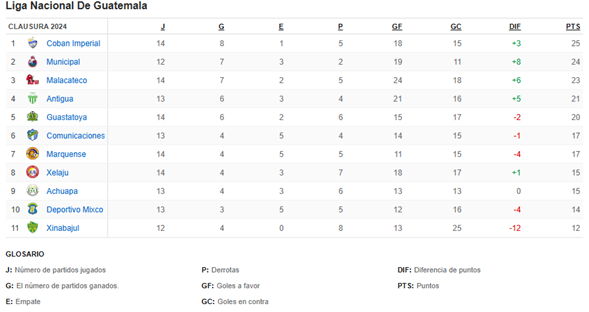 Liga Nacional De Guatemala
CLAUSURA 2024 J G E P GF GC DIF PTS
1 Coban Imperial 14 8 1 5 18 15 +3 25
2 Municipal 12 7 3 2 19 11 +8 24
3 Malacateco 14 7 2 5 24 18 +6 23
4 Antigua 13 6 3 4 21 16 +5 21
5 Guastatoya 14 6 2 6 15 17 -2 20
6 Comunicaciones 13 4 5 4 14 15 -1 17
7 Marquense 14 4 5 5 11 15 -4 17
8 Xelaju 14 4 3 7 18 17 +1 15
9 Achuapa 13 4 3 6 13 13 0 15
10 Deportivo Mixco 13 3 5 5 12 16 -4 14
11 Xinabajul 12 4 0 8 13 25 -12 12
GLOSARIO
J: Número de partidos jugados P: Derrotas DIF: Diferencia de puntos
G: El número de partidos ganados. GF: Goles a favor PTS: Puntos
E: Empate GC: Goles en contra